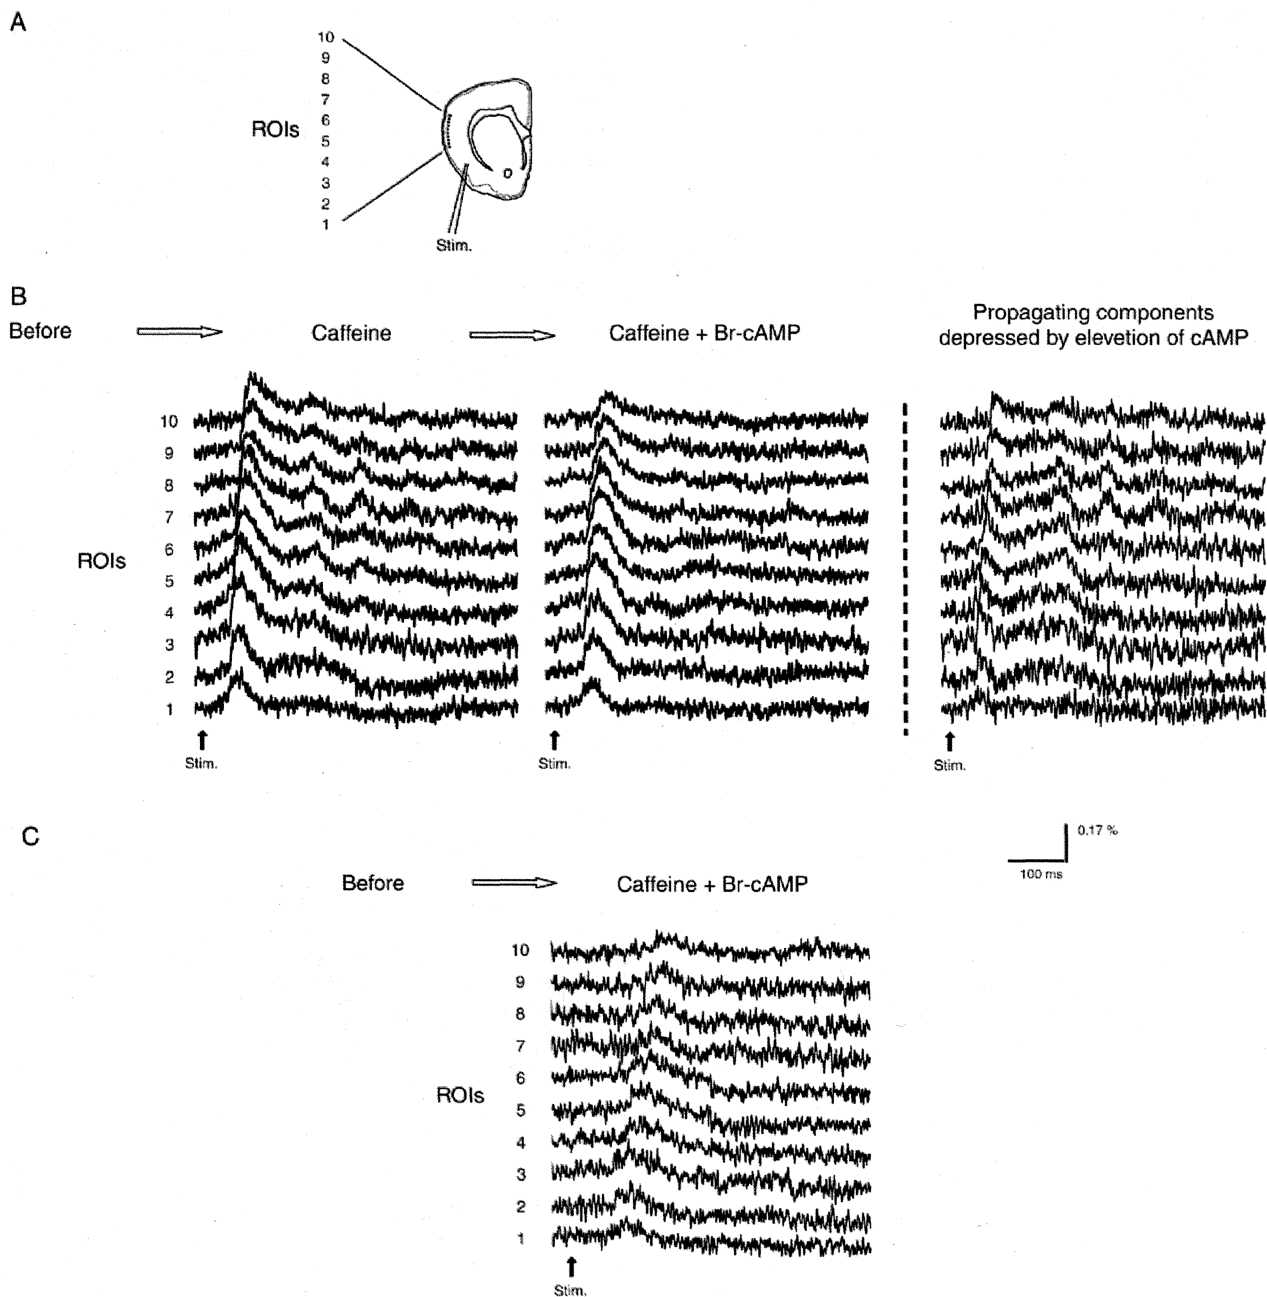 A
10
9
8
7
6
ROIs
5
4
3
2
1
Stim.
B
Before
Caffeine
Caffeine + Br-cAMP
Propagating components
depressed by elevetion of cAMP
10
9
8
7
6
ROIs
5
4
3
2
1
Stim.
Stim.
Stim.
C
0.17 %
100 ms
Before
Caffeine + Br-cAMP
10
9
8
7
6
ROIs
5
4
3
2
1
Stim.